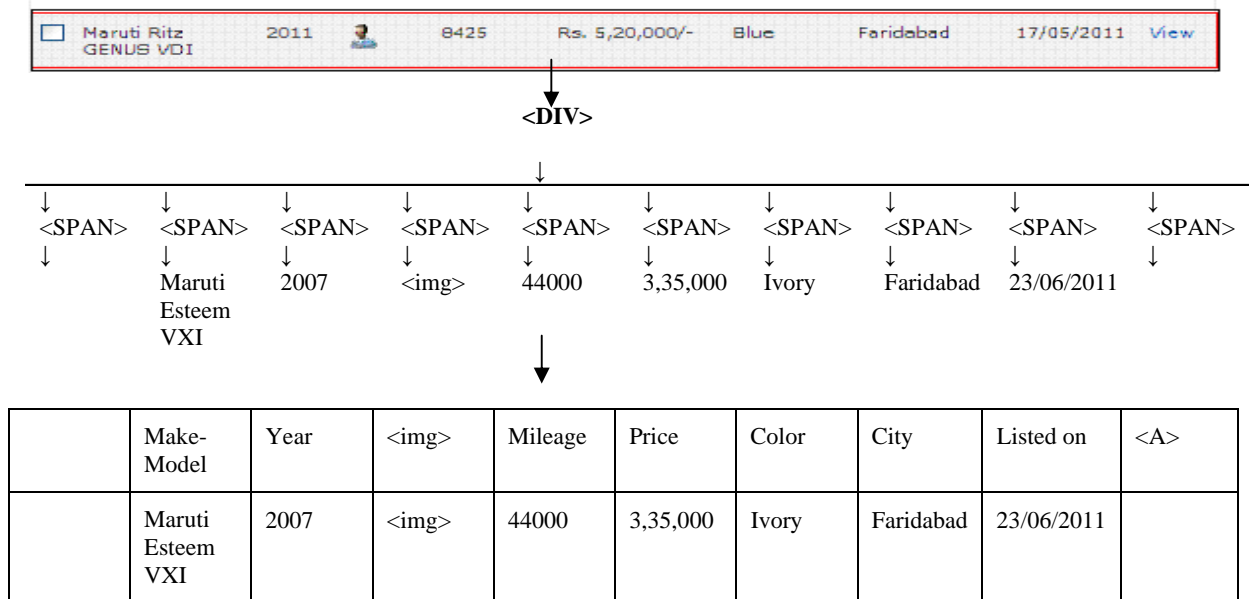 Maruti Ritz 2011 8425 Rs. 5,20,000/- Blue Faridabad 17/05/2011 View
GENUS VDI
<DIV>
↓
↓ ↓ ↓ ↓ ↓ ↓ ↓ ↓ ↓ ↓
<SPAN> <SPAN> <SPAN> <SPAN> <SPAN> <SPAN> <SPAN> <SPAN> <SPAN> <SPAN>
↓ ↓ ↓ ↓ ↓ ↓ ↓ ↓ ↓ ↓
Maruti 2007 <img> 44000 3,35,000 Ivory Faridabad 23/06/2011
Esteem
VXI
Make- Year <img> Mileage Price Color City Listed on <A>
Model
Maruti 2007 <img> 44000 3,35,000 Ivory Faridabad 23/06/2011
Esteem
VXI